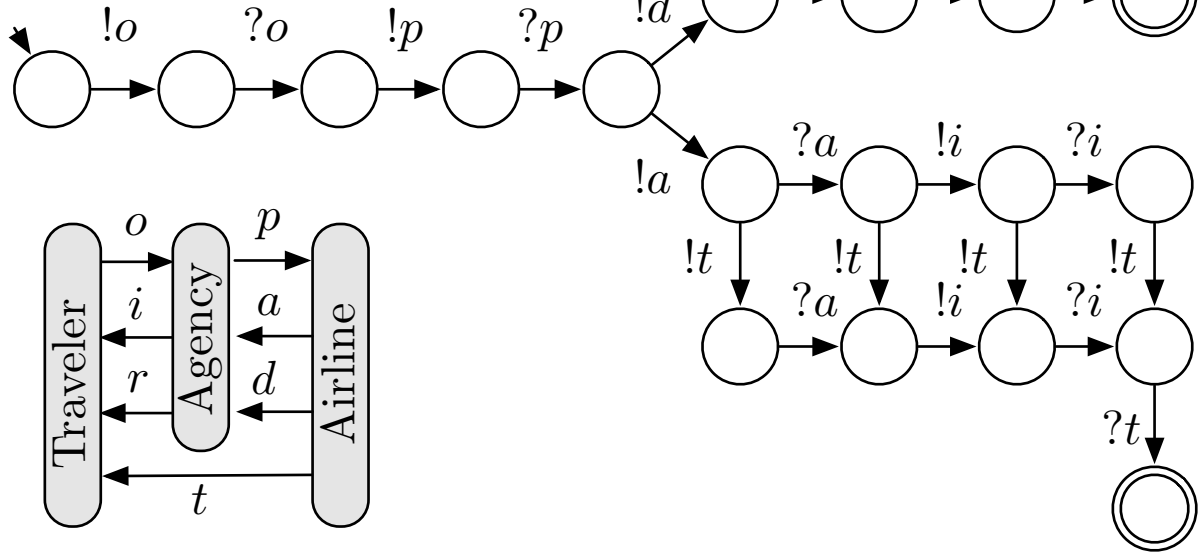 !o ?o !p ?p !d
!a ?a !i ?i
!t !t !t !t
?a !i ?i
?t
o p
i a
r d
t
Traveler
Agency
Airline